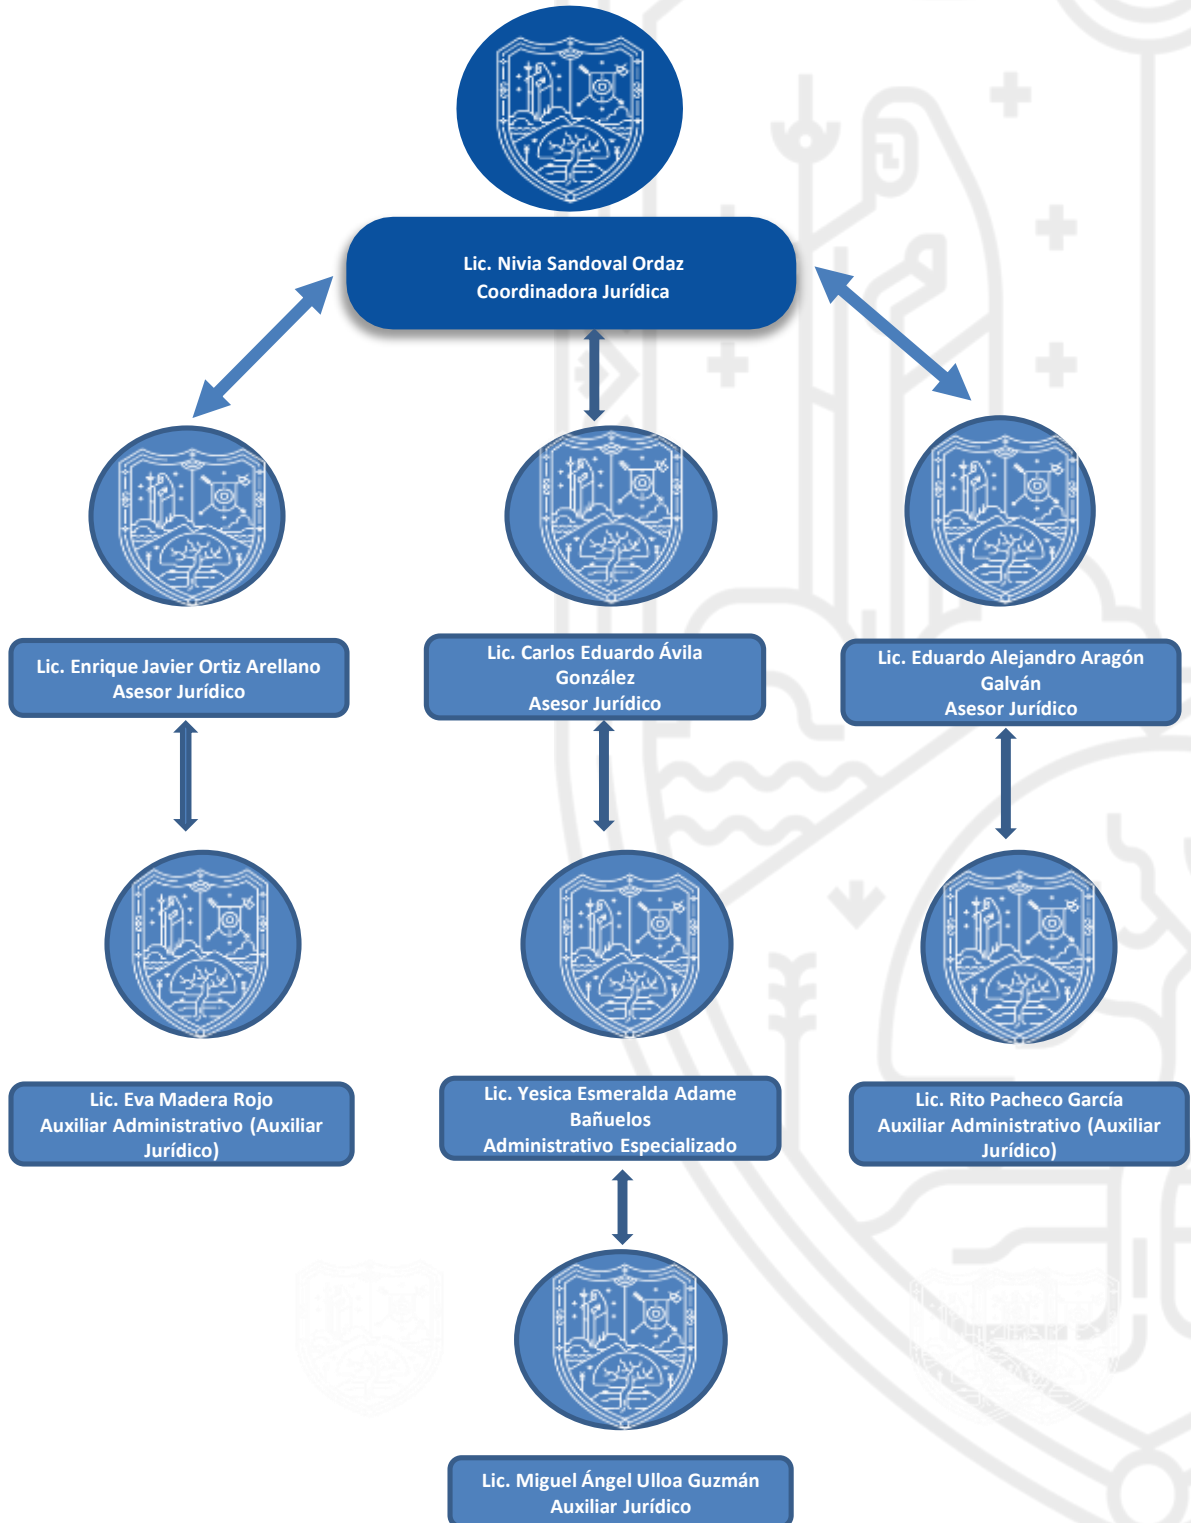 Lic. Nivia Sandoval Ordaz
Coordinadora Jurídica
Lic. Enrique Javier Ortiz Arellano
Asesor Jurídico
Lic. Carlos Eduardo Ávila
González
Asesor Jurídico
Lic. Eduardo Alejandro Aragón
Galván
Asesor Jurídico
Lic. Eva Madera Rojo
Auxiliar Administrativo (Auxiliar
Jurídico)
Lic. Yesica Esmeralda Adame
Bañuelos
Administrativo Especializado
Lic. Rito Pacheco García
Auxiliar Administrativo (Auxiliar
Jurídico)
Lic. Miguel Ángel Ulloa Guzmán
Auxiliar Jurídico